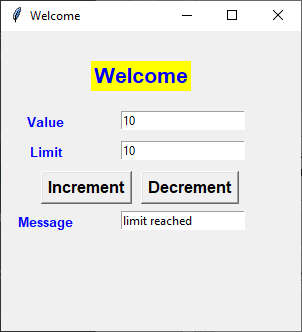 Welcome
Welcome
Value 10
Limit 10
Increment Decrement
Message limit reached